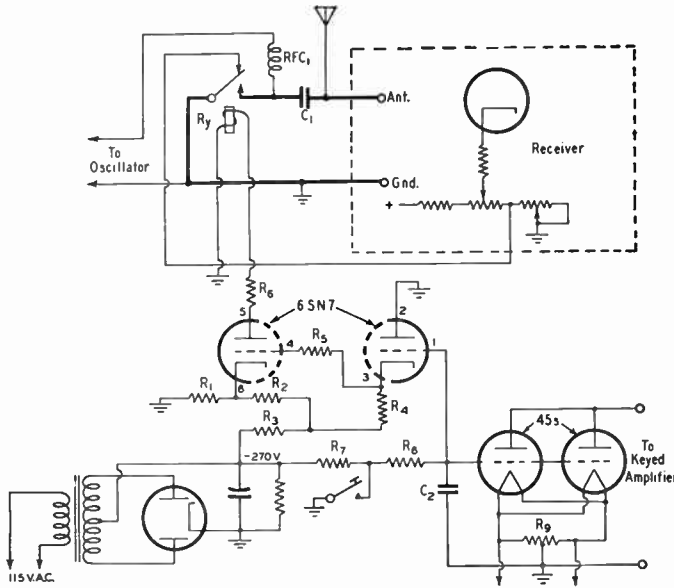 RFC1
Ant.
C1
Ry
Receiver
To
Oscillator
Gnd.
+
R6
6SN7
5
2
4
R5
1
3
6
R1
R2
R4
R3
-270V
R7
R8
45s
To
Keyed
Amplifier
C2
R9
115V.A.C.